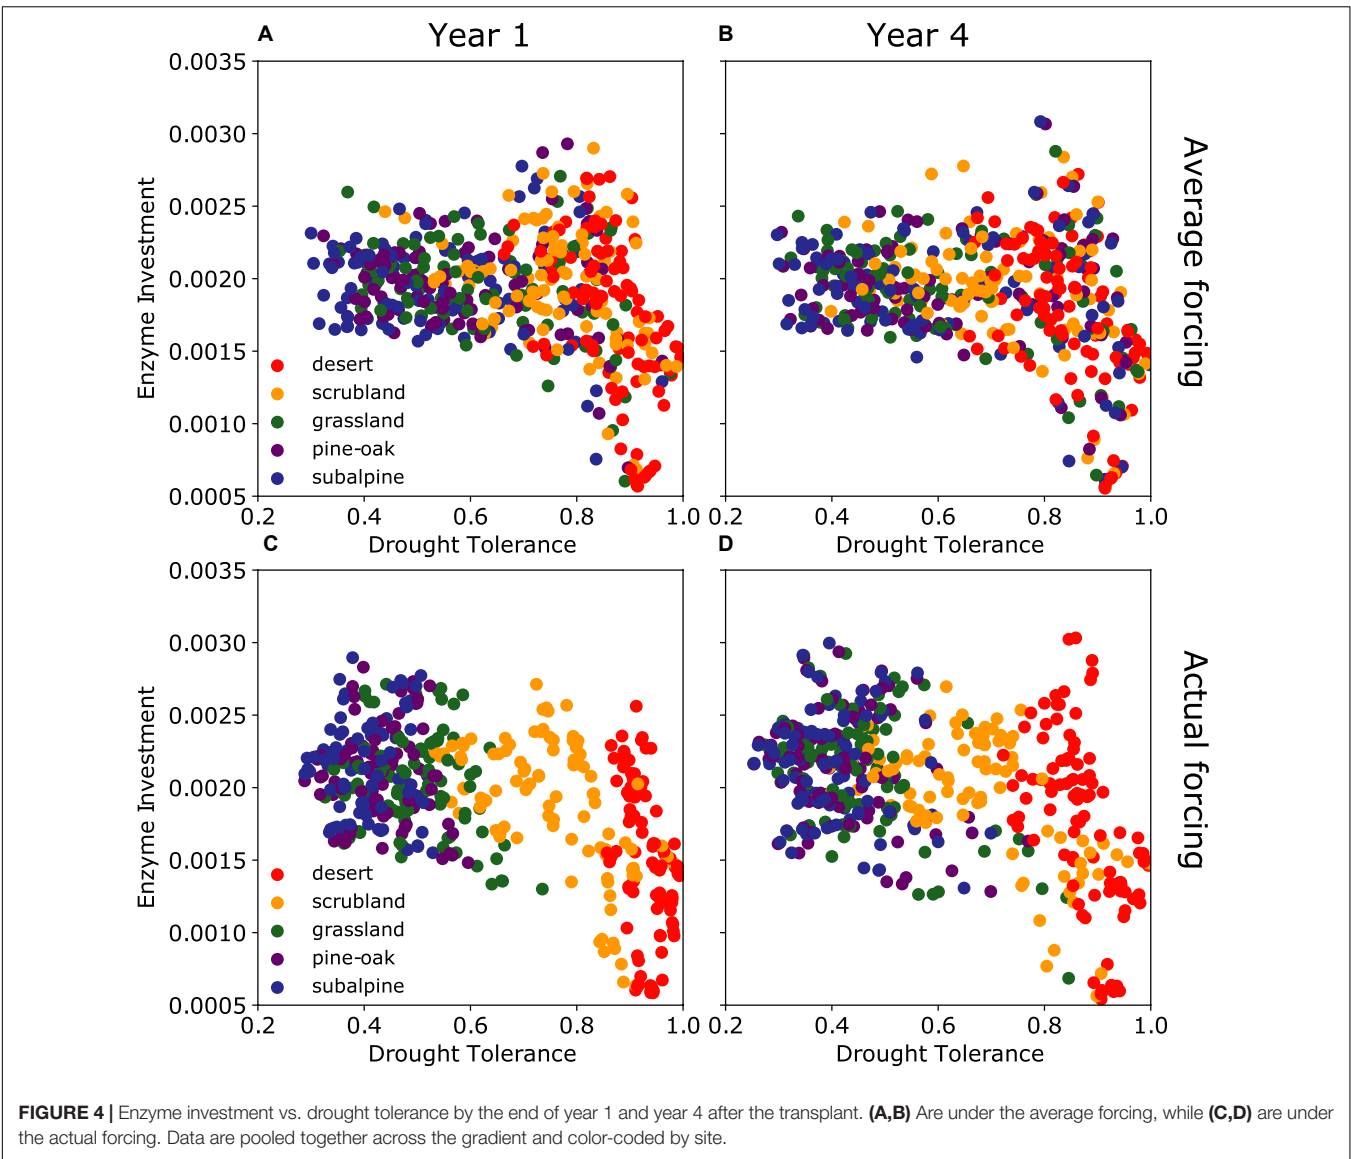 A
Year 1
B
Year 4
0.0035
0.0030
0.0025
0.0020
0.0015
0.0010
0.0005
Enzyme Investment
desert
scrubland
grassland
pine-oak
subalpine
Average forcing
0.2 0.4 0.6 0.8 1.0
0.2 0.4 0.6 0.8 1.0
Drought Tolerance
Drought Tolerance
C
D
0.0035
0.0030
0.0025
0.0020
0.0015
0.0010
0.0005
Enzyme Investment
desert
scrubland
grassland
pine-oak
subalpine
Actual forcing
0.2 0.4 0.6 0.8 1.0
0.2 0.4 0.6 0.8 1.0
Drought Tolerance
Drought Tolerance
FIGURE 4 | Enzyme investment vs. drought tolerance by the end of year 1 and year 4 after the transplant. (A,B) Are under the average forcing, while (C,D) are under
the actual forcing. Data are pooled together across the gradient and color-coded by site.